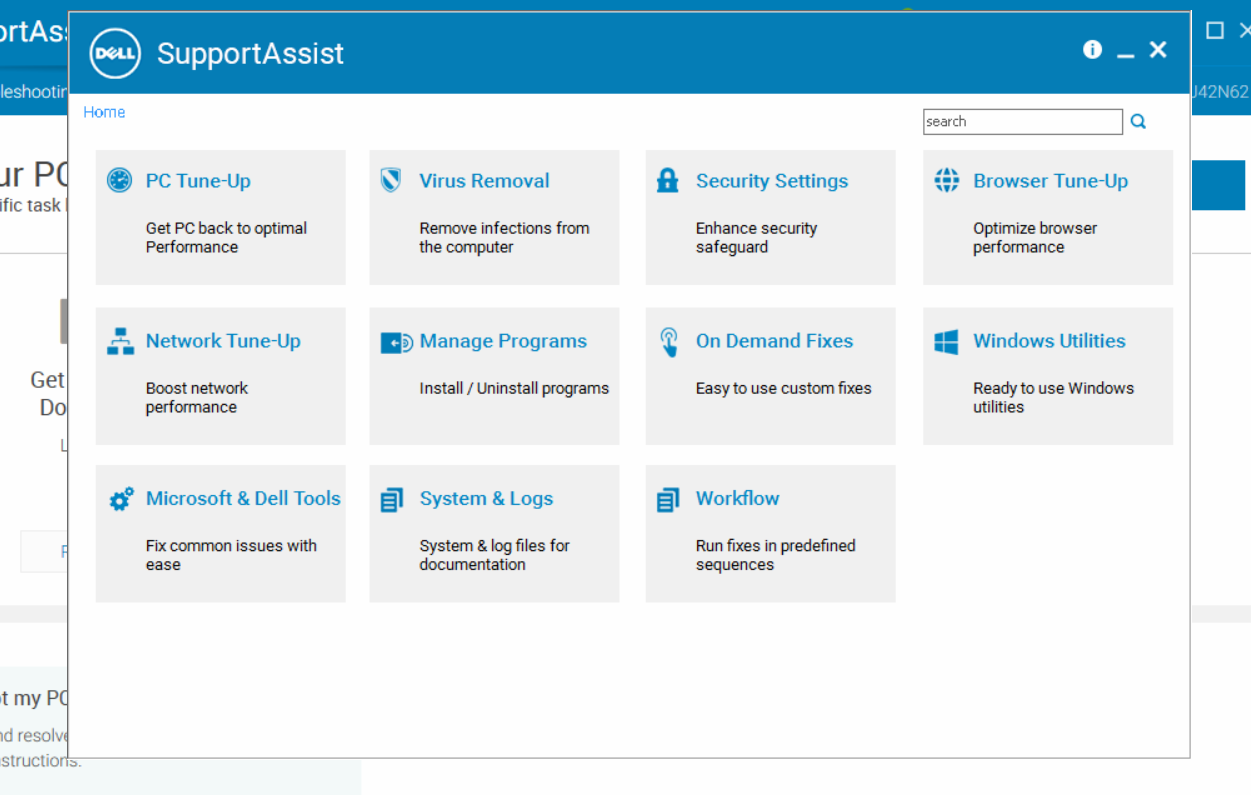 DELL SupportAssist
Home
search
PC Tune-Up
Get PC back to optimal
Performance
Virus Removal
Remove infections from
the computer
Security Settings
Enhance security
safeguard
Browser Tune-Up
Optimize browser
performance
Network Tune-Up
Boost network
performance
Manage Programs
Install / Uninstall programs
On Demand Fixes
Easy to use custom fixes
Windows Utilities
Ready to use Windows
utilities
Microsoft & Dell Tools
Fix common issues with
ease
System & Logs
System & log files for
documentation
Workflow
Run fixes in predefined
sequences
ortAss
leshootin
J42N62
ur PC
ific task
Get
Do
L
ot my PC
nd resolve
structions.